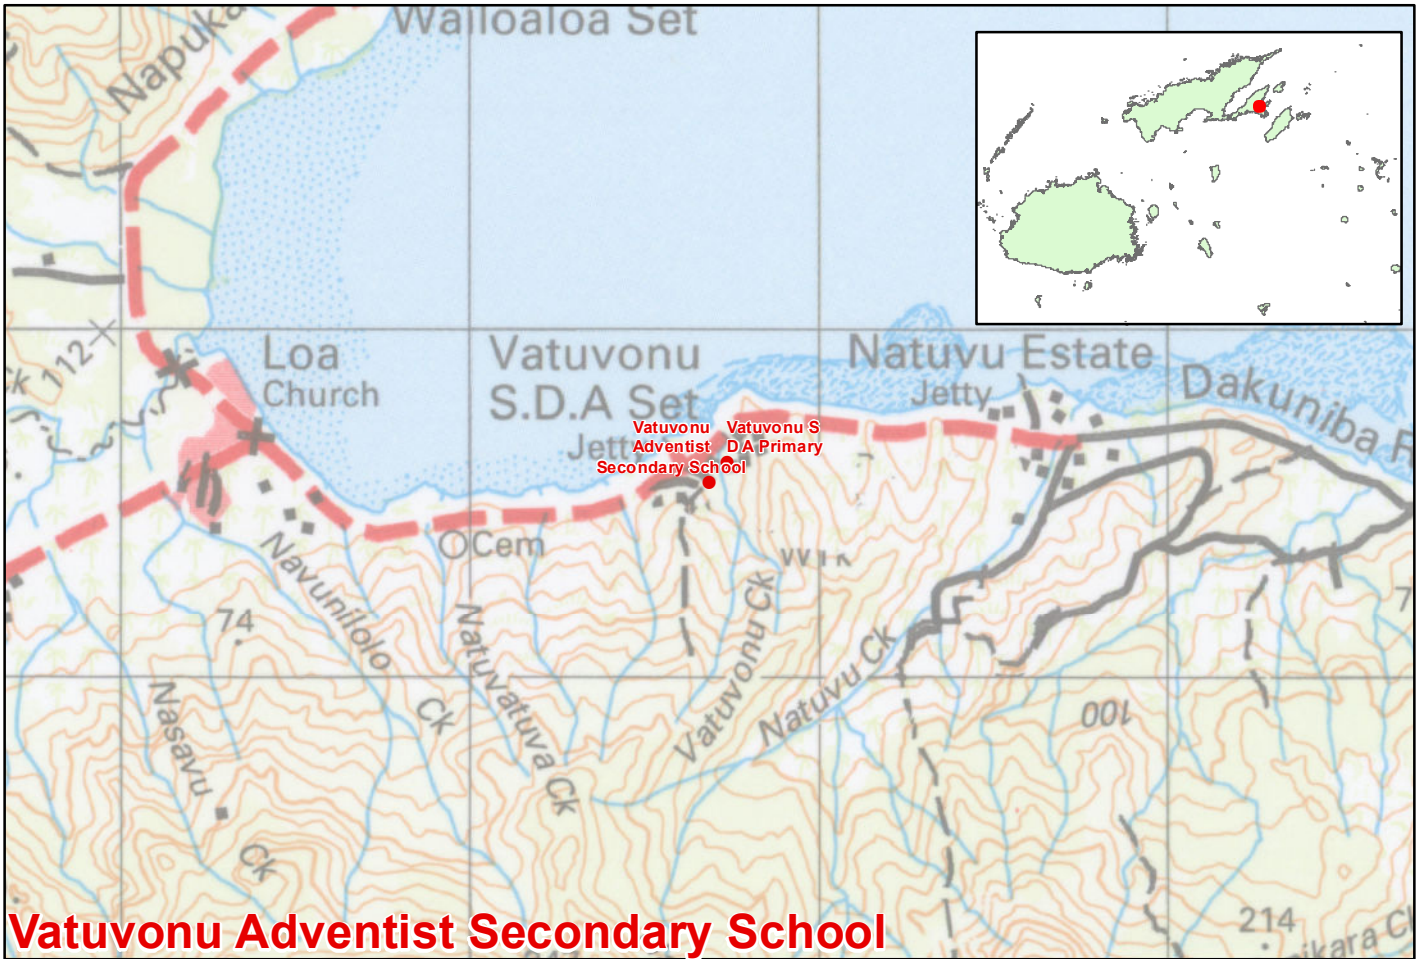 Wailoaloa Set
Napuka
112
Loa
Church
Vatuvonu
S.D.A Set
Jetty
Natuvu Estate
Jetty
Dakuniba
Vatuvonu
Adventist
Secondary School
Vatuvonu S
D A Primary
Cem
Navunilolo
Ck
74
Natuvatuva Ck
Vatuvonu Ck
Natuvu Ck
Nasavu
Ck
100
7
214
Vatuvonu Adventist Secondary School